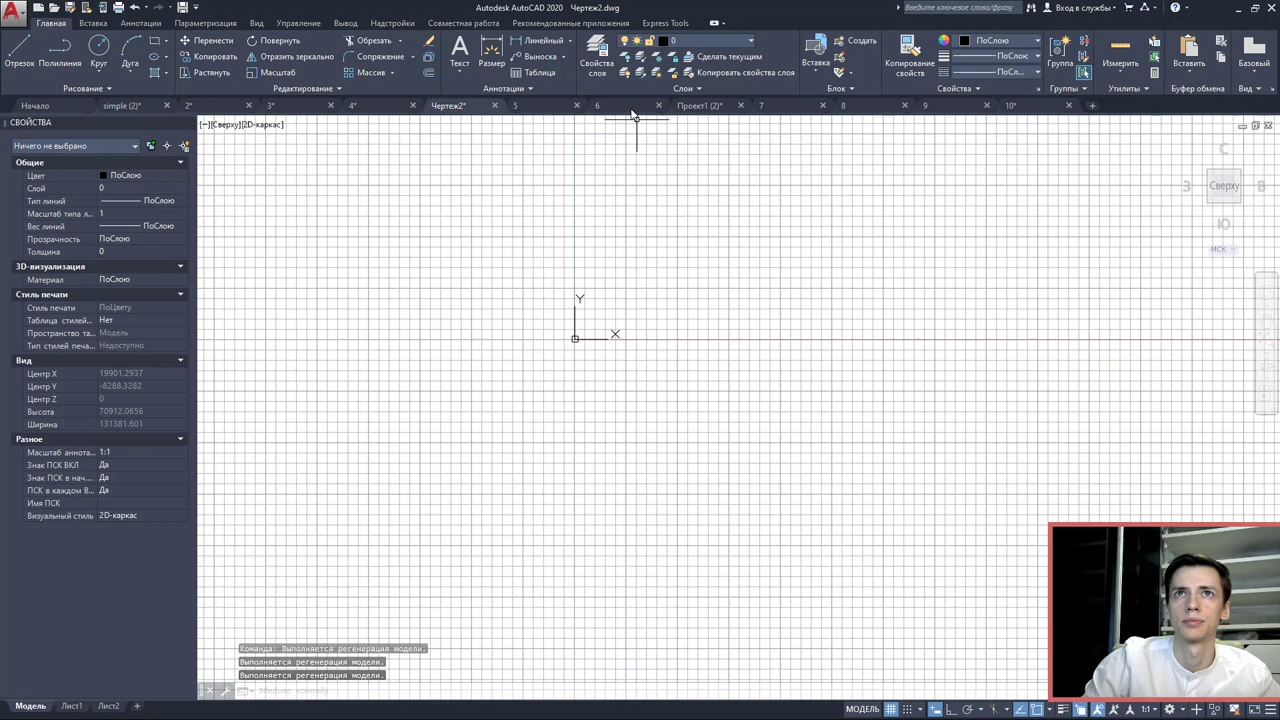 Autodesk AutoCAD Чертеж2.dwg
Введите ключевое слово/фразу
Вход в службы
Главная Вставка Аннотации Параметризация Вид Управление Вывод Надстройки Совместная работа Рекомендованные приложения Express Tools
Отрезок Полилиния Круг Дуга
Перенести Повернуть Обрезать
Копировать Отразить зеркально Сопряжение
Растянуть Масштаб Массив
Текст Размер
Линейный
Выноска
Таблица
Свойства слоя
0
Сделать текущим
Копировать свойства слоя
Вставка
Создать
Копирование свойств
ПоСлою
ПоСлою
ПоСл...
Группа
Измерить
Вставить
Базовый
Рисование Редактирование Аннотации Слои Блок Свойства Группы Утилиты Буфер обмена Вид
Начало simple (2)* 2* 3* 4* Чертеж2* 5 6 Проект1 (2)* 7 8 9 10*
СВОЙСТВА
[−][Сверху][2D-каркас]
Ничего не выбрано
Общие
Цвет ПоСлою
Слой 0
Тип линий ПоСлою
Масштаб типа л... 1
Вес линий ПоСлою
Прозрачность ПоСлою
Толщина 0
3D-визуализация
Материал ПоСлою
Стиль печати
Стиль печати ПоЦвету
Таблица стилей... Нет
Пространство та... Модель
Тип стилей печат... Недоступно
Вид
Центр X 19901.2937
Центр Y -8288.3282
Центр Z 0
Высота 70912.0656
Ширина 131381.601
Разное
Масштаб аннота... 1:1
Знак ПСК ВКЛ Да
Знак ПСК в нач.... Да
ПСК в каждом В... Да
Имя ПСК
Визуальный стиль 2D-каркас
С
З Сверху В
Ю
МСК
Y
X
Команда: Выполняется регенерация модели.
Выполняется регенерация модели.
Выполняется регенерация модели.
Введите команду
Модель Лист1 Лист2 +
МОДЕЛЬ 1:1